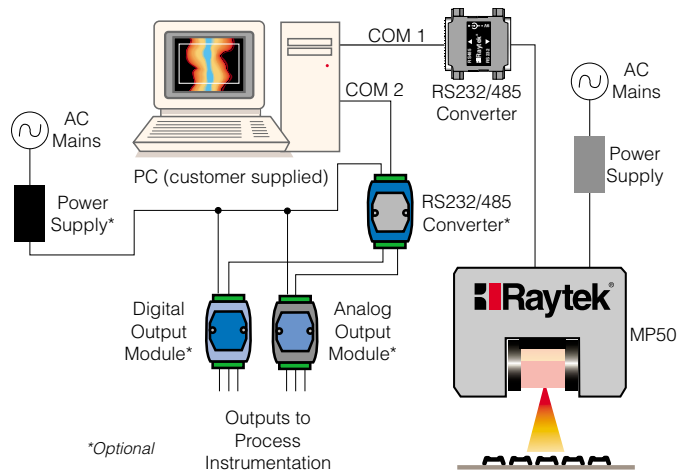 COM 1
COM 2
AC
Mains
Raytek
RS232/485
Converter
AC
Mains
PC (customer supplied)
Power
Supply*
RS232/485
Converter*
Power
Supply
Raytek®
MP50
Digital
Output
Module*
Analog
Output
Module*
Outputs to
Process
Instrumentation
*Optional